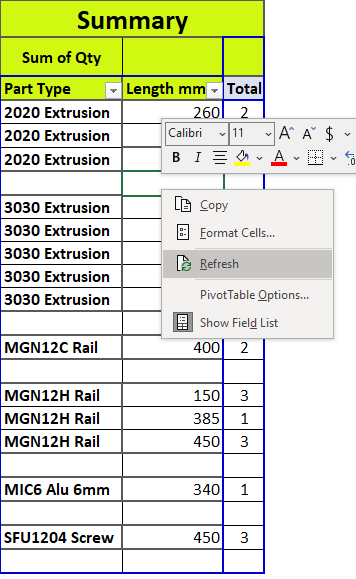 Summary
Sum of Qty
Part Type Length mm Total
2020 Extrusion 260 2
2020 Extrusion
Calibri 11 A A $
2020 Extrusion
B I A .0
Copy
3030 Extrusion
3030 Extrusion Format Cells...
3030 Extrusion Refresh
3030 Extrusion PivotTable Options...
3030 Extrusion
Show Field List
MGN12C Rail 400 2
MGN12H Rail 150 3
MGN12H Rail 385 1
MGN12H Rail 450 3
MIC6 Alu 6mm 340 1
SFU1204 Screw 450 3